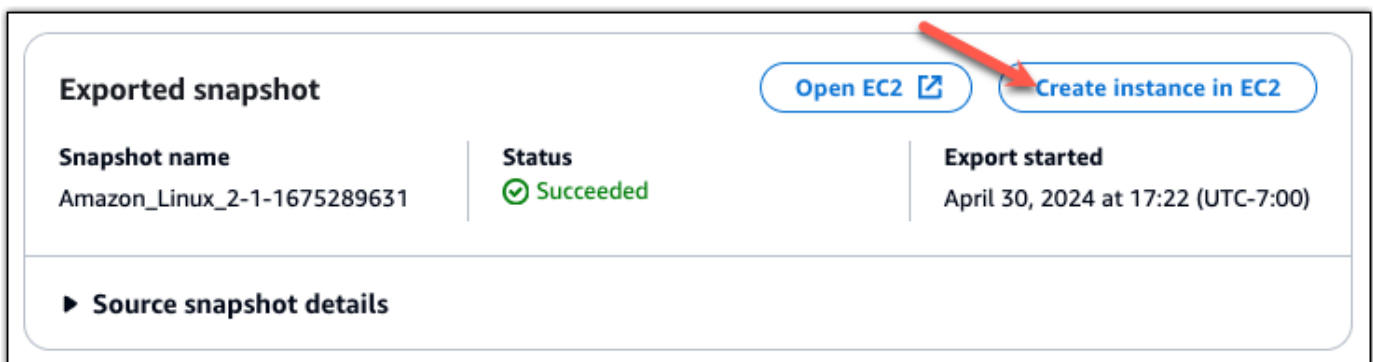 Exported snapshot
Open EC2
Create instance in EC2
Snapshot name
Amazon_Linux_2-1-1675289631
Status
Succeeded
Export started
April 30, 2024 at 17:22 (UTC-7:00)
Source snapshot details